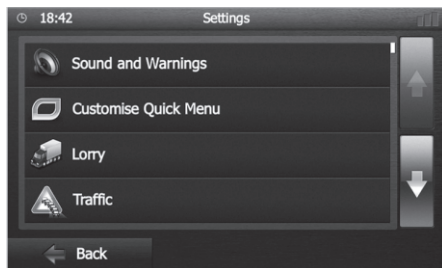 18:42 Settings
Sound and Warnings
Customise Quick Menu
Lorry
Traffic
Back